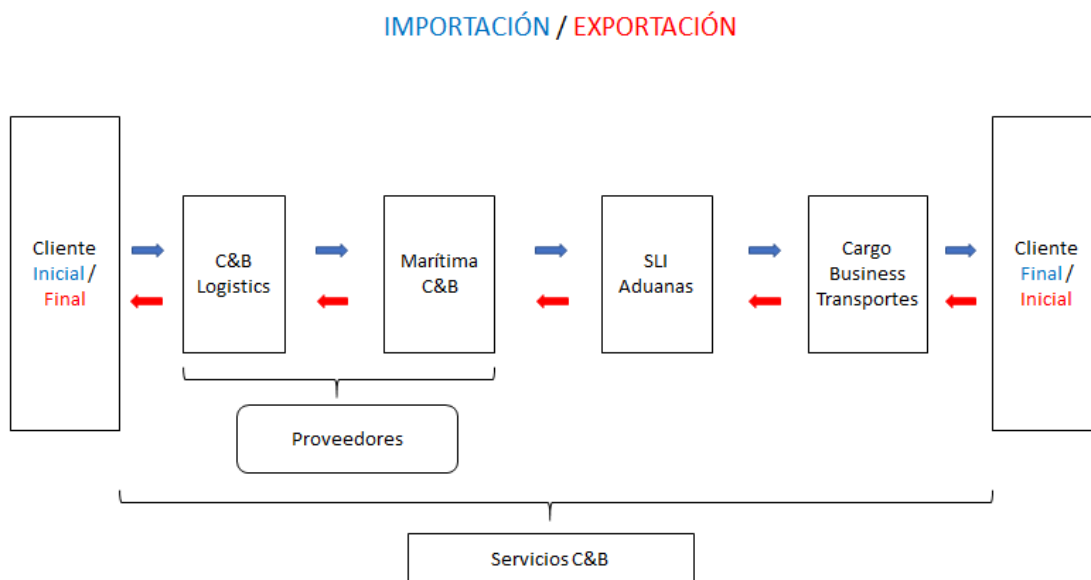 IMPORTACIÓN / EXPORTACIÓN
Cliente
Inicial /
Final
C&B
Logistics
Marítima
C&B
SLI
Aduanas
Cargo
Business
Transportes
Cliente
Final /
Inicial
Proveedores
Servicios C&B